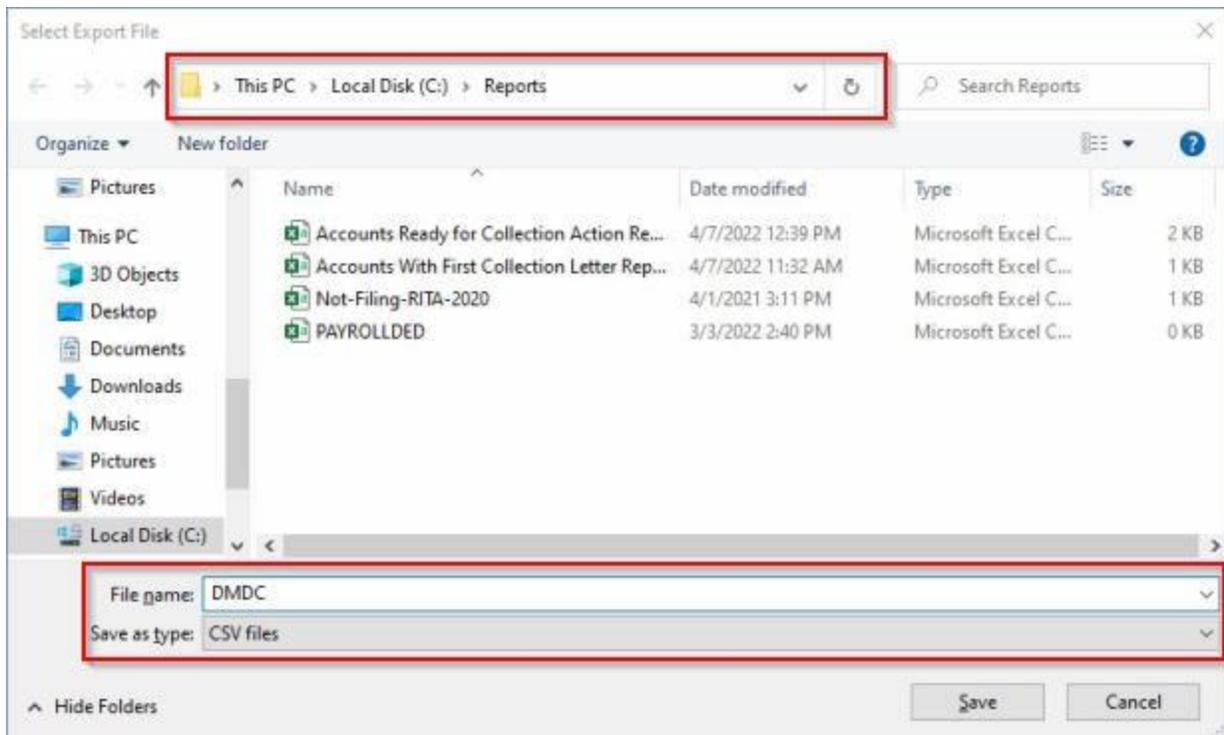 Select Export File
This PC > Local Disk (C:) > Reports
Search Reports
Organize
New folder
Name
Date modified
Type
Size
Pictures
This PC
3D Objects
Desktop
Documents
Downloads
Music
Pictures
Videos
Local Disk (C:)
Accounts Ready for Collection Action Re... 4/7/2022 12:39 PM Microsoft Excel C... 2 KB
Accounts With First Collection Letter Rep... 4/7/2022 11:32 AM Microsoft Excel C... 1 KB
Not-Filing-RITA-2020 4/1/2021 3:11 PM Microsoft Excel C... 1 KB
PAYROLLDED 3/3/2022 2:40 PM Microsoft Excel C... 0 KB
File name: DMDC
Save as type: CSV files
Hide Folders
Save
Cancel